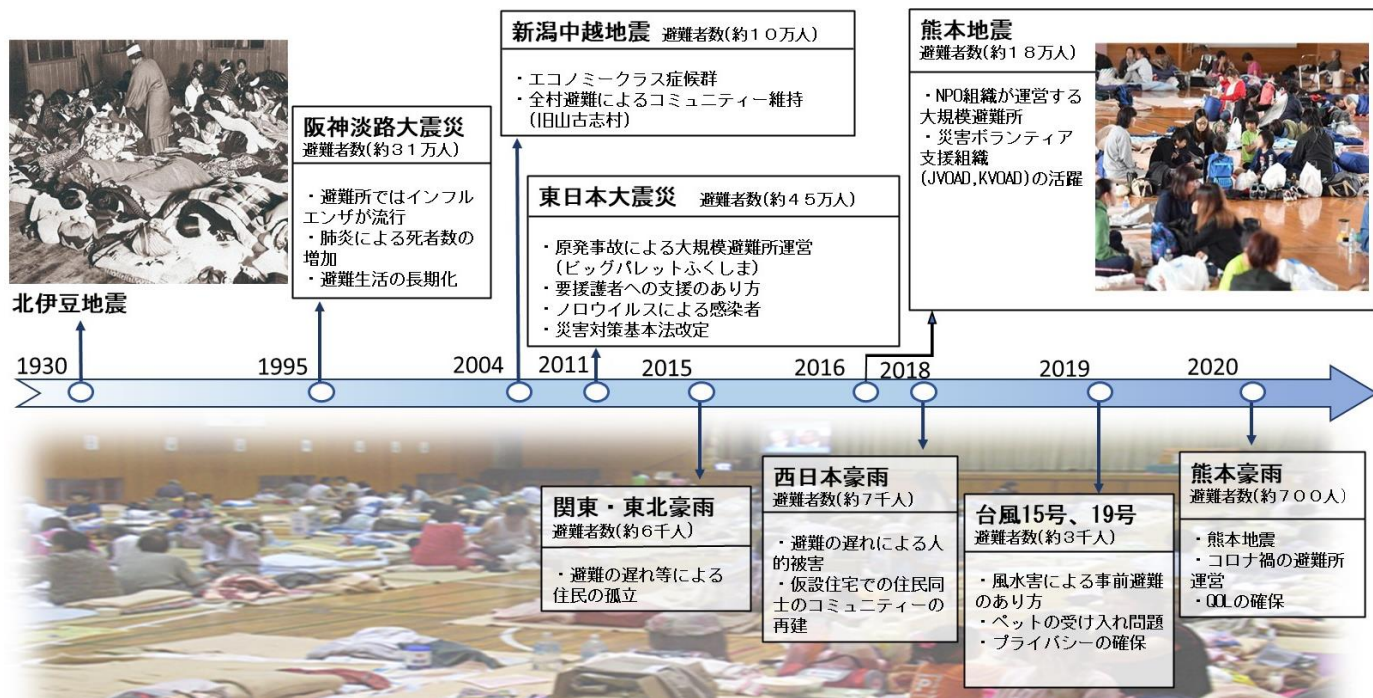 新潟中越地震 避難者数(約10万人)
・エコノミークラス症候群
・全村避難によるコミュニティー維持
(旧山古志村)
熊本地震
避難者数(約18万人)
・NPO組織が運営する
大規模避難所
・災害ボランティア
支援組織
(JVOAD,KVOAD)の活躍
阪神淡路大震災
避難者数(約31万人)
・避難所ではインフル
エンザが流行
・肺炎による死者数の
増加
・避難生活の長期化
東日本大震災 避難者数(約45万人)
・原発事故による大規模避難所運営
(ビッグパレットふくしま)
・要援護者への支援のあり方
・ノロウイルスによる感染者
・災害対策基本法改定
北伊豆地震
1930
1995
2004
2011
2015
2016
2018
2019
2020
関東・東北豪雨
避難者数(約6千人)
・避難の遅れ等による
住民の孤立
西日本豪雨
避難者数(約7千人)
・避難の遅れによる人
的被害
・仮設住宅での住民同
士のコミュニティーの
再建
台風15号、19号
避難者数(約3千人)
・風水害による事前避難
のあり方
・ペットの受け入れ問題
・プライバシーの確保
熊本豪雨
避難者数(約700人)
・熊本地震
・コロナ禍の避難所
運営
・QOLの確保